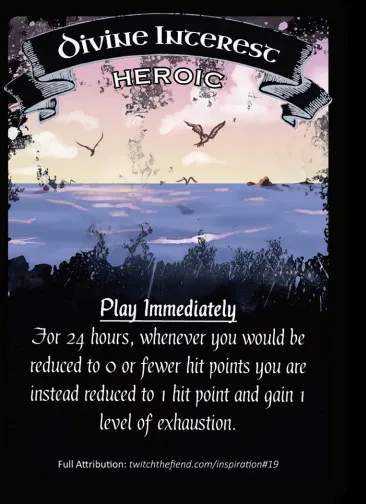 Divine Interest
HEROIC
Play Immediately
For 24 hours, whenever you would be
reduced to 0 or fewer hit points you are
instead reduced to 1 hit point and gain 1
level of exhaustion.
Full Attribution: twitchthefiend.com/inspiration#19